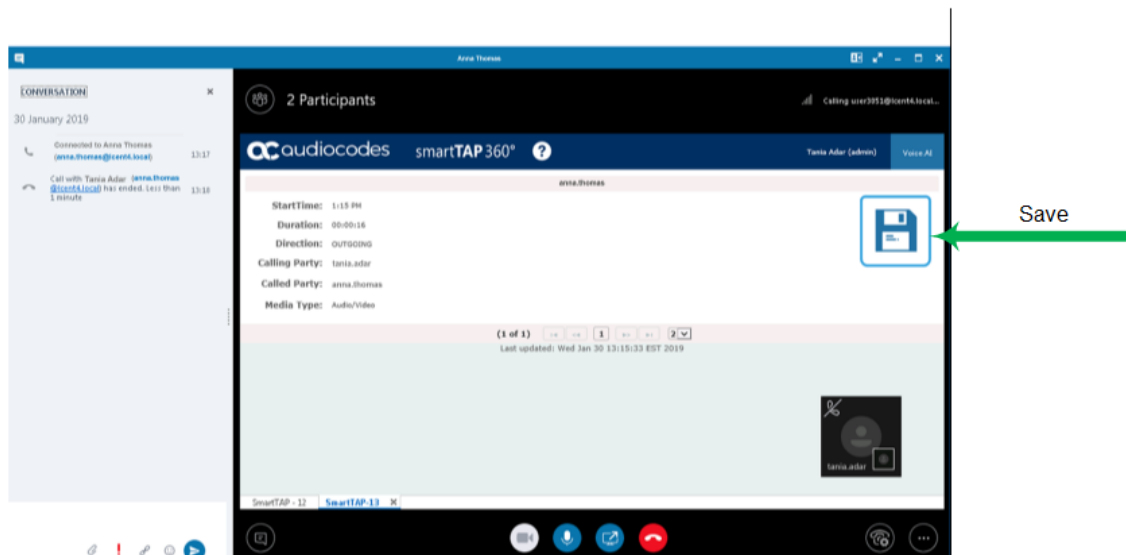 Anna Thomas
CONVERSATION
30 January 2019
Connected to Anna Thomas
(anna.thomas@lcent4.local) 13:17
Call with Tania Adar (anna.thomas
@lcent4.local) has ended. Less than 13:18
1 minute
2 Participants
Calling user3051@lcent4.local...
audiocodes smartTAP 360° ?
Tania Adar (admin) Voice.AI
anna.thomas
StartTime: 1:15 PM
Duration: 00:00:16
Direction: OUTGOING
Calling Party: tania.adar
Called Party: anna.thomas
Media Type: Audio/Video
Save
(1 of 1) 1 2
Last updated: Wed Jan 30 13:15:33 EST 2019
tania.adar
SmartTAP - 12 SmartTAP-13 X